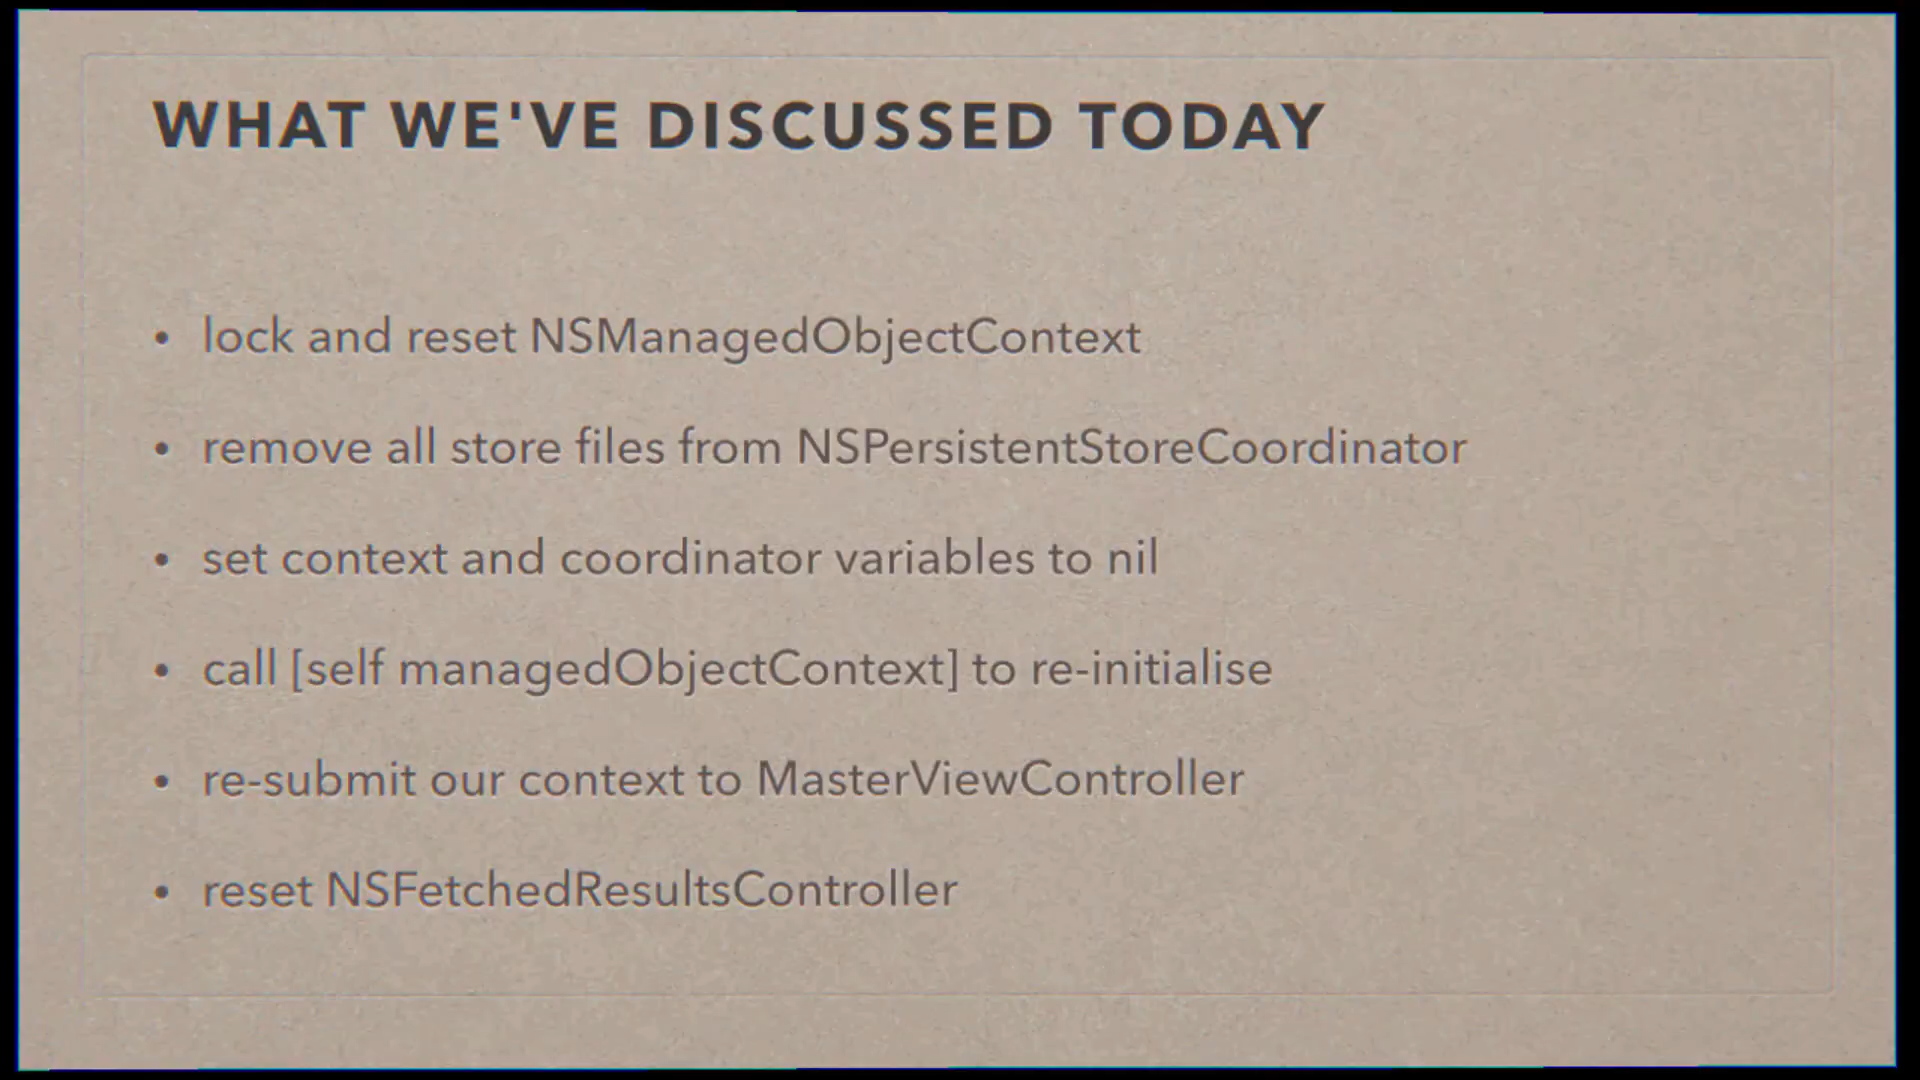 WHAT WE'VE DISCUSSED TODAY
• lock and reset NSManagedObjectContext
• remove all store files from NSPersistentStoreCoordinator
• set context and coordinator variables to nil
• call [self managedObjectContext] to re-initialise
• re-submit our context to MasterViewController
• reset NSFetchedResultsController